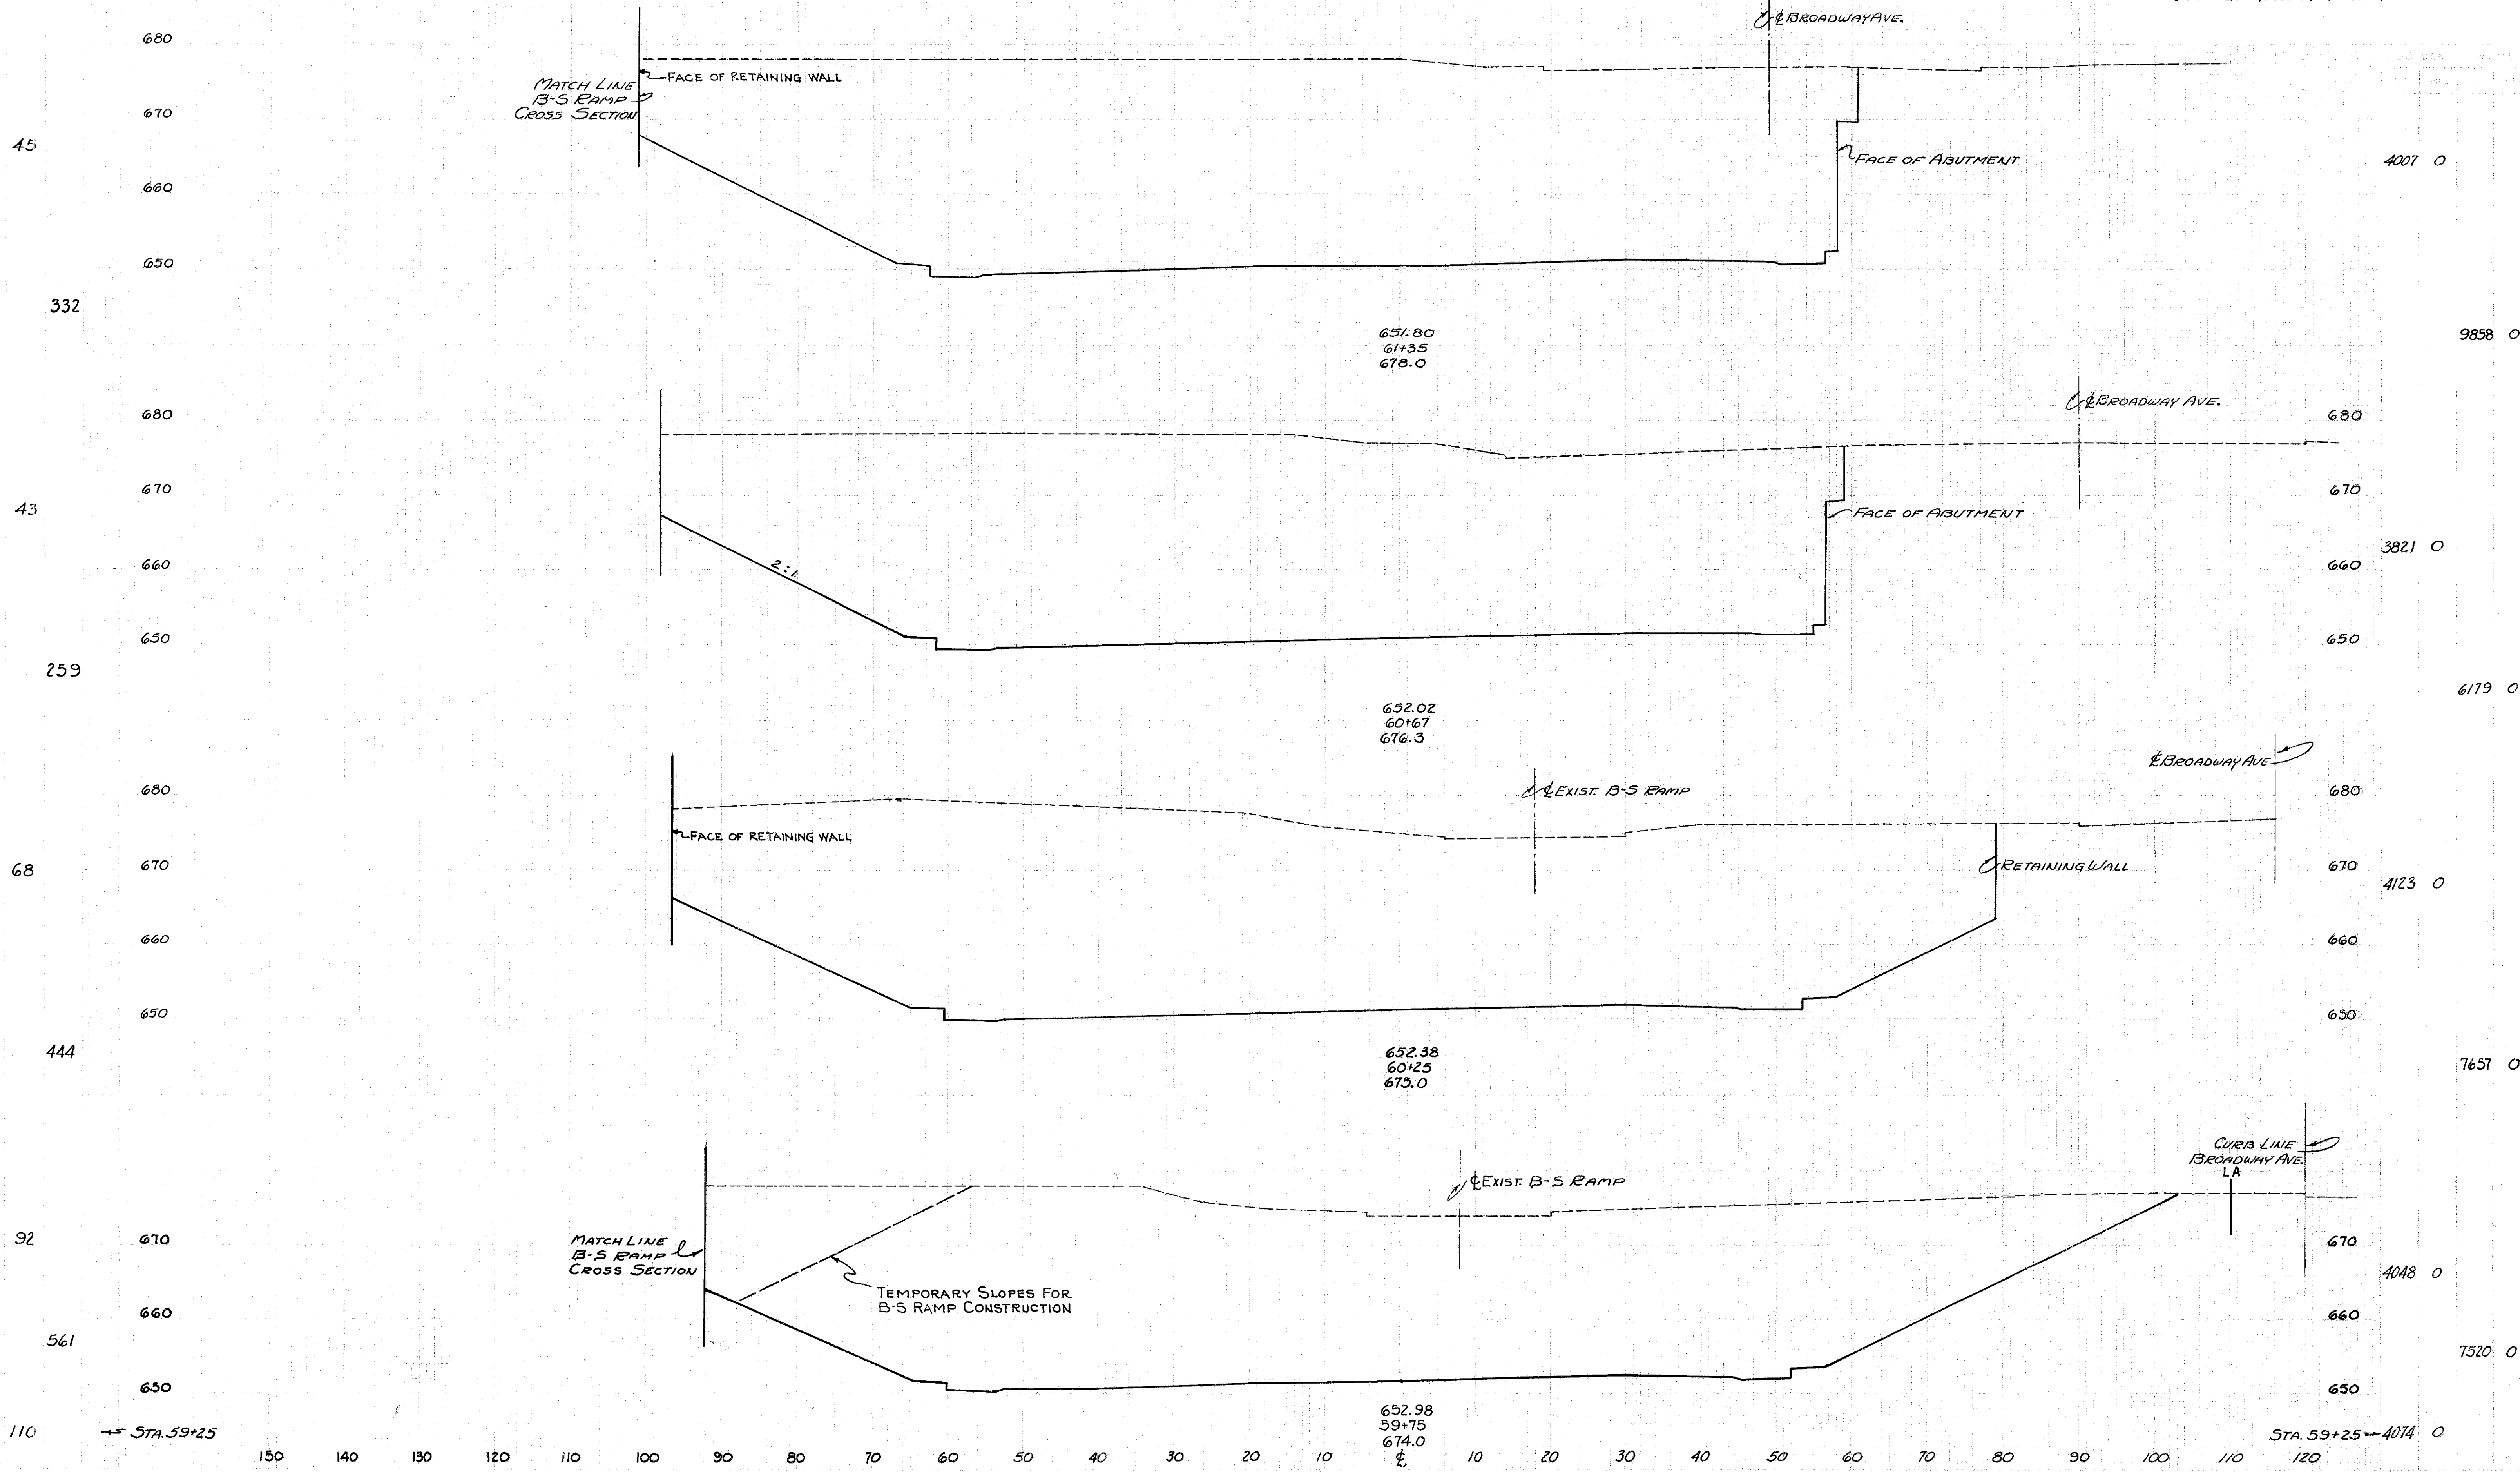 ℄ BROADWAY AVE.
680
FACE OF RETAINING WALL
MATCH LINE
B-S RAMP
CROSS SECTION
670
45
FACE OF ABUTMENT
4007 0
660
650
332
651.80
61+35
678.0
9858 0
℄ BROADWAY AVE.
680
680
670
670
43
FACE OF ABUTMENT
3821 0
2:1
660
660
650
650
259
652.02
60+67
676.3
6179 0
℄ BROADWAY AVE
680
℄ EXIST. B-S RAMP
680
FACE OF RETAINING WALL
68
670
RETAINING WALL
670
4123 0
660
660
650
650
444
652.38
60+25
675.0
7657 0
CURB LINE
BROADWAY AVE.
LA
℄ EXIST. B-S RAMP
92
670
MATCH LINE
B-S RAMP
CROSS SECTION
670
4048 0
TEMPORARY SLOPES FOR
B-S RAMP CONSTRUCTION
660
660
561
7520 0
650
650
652.98
59+75
674.0
110
STA. 59+25
STA. 59+25
4074 0
150 140 130 120 110 100 90 80 70 60 50 40 30 20 10 ℄ 10 20 30 40 50 60 70 80 90 100 110 120